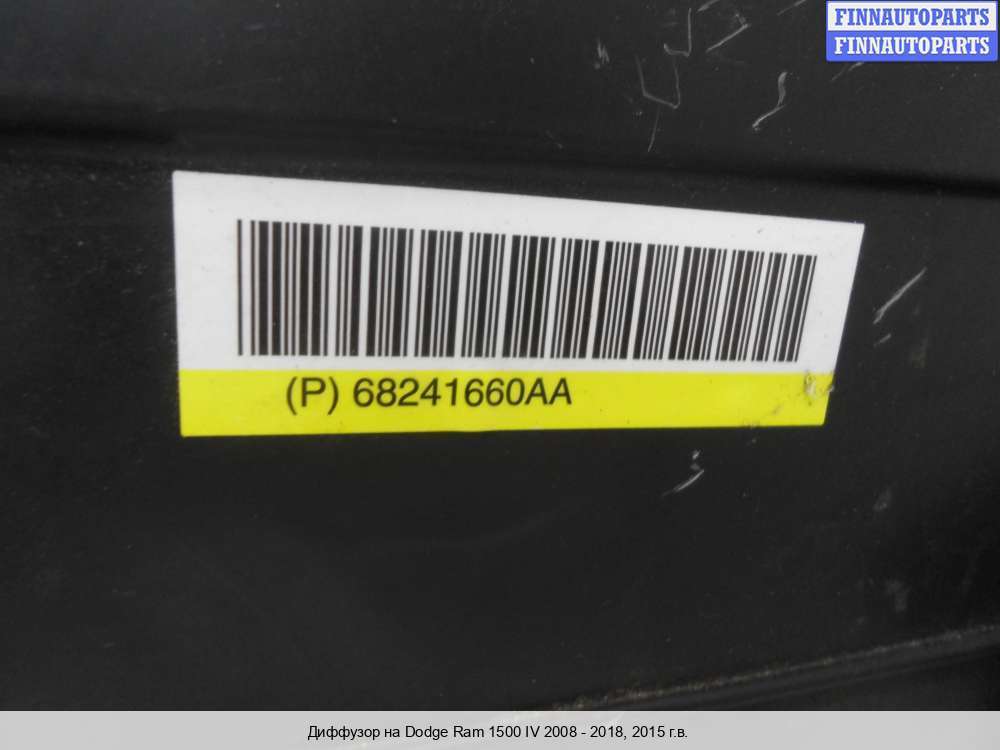 FINNAUTOPARTS
FINNAUTOPARTS
(P) 68241660AA
Диффузор на Dodge Ram 1500 IV 2008 - 2018, 2015 г.в.